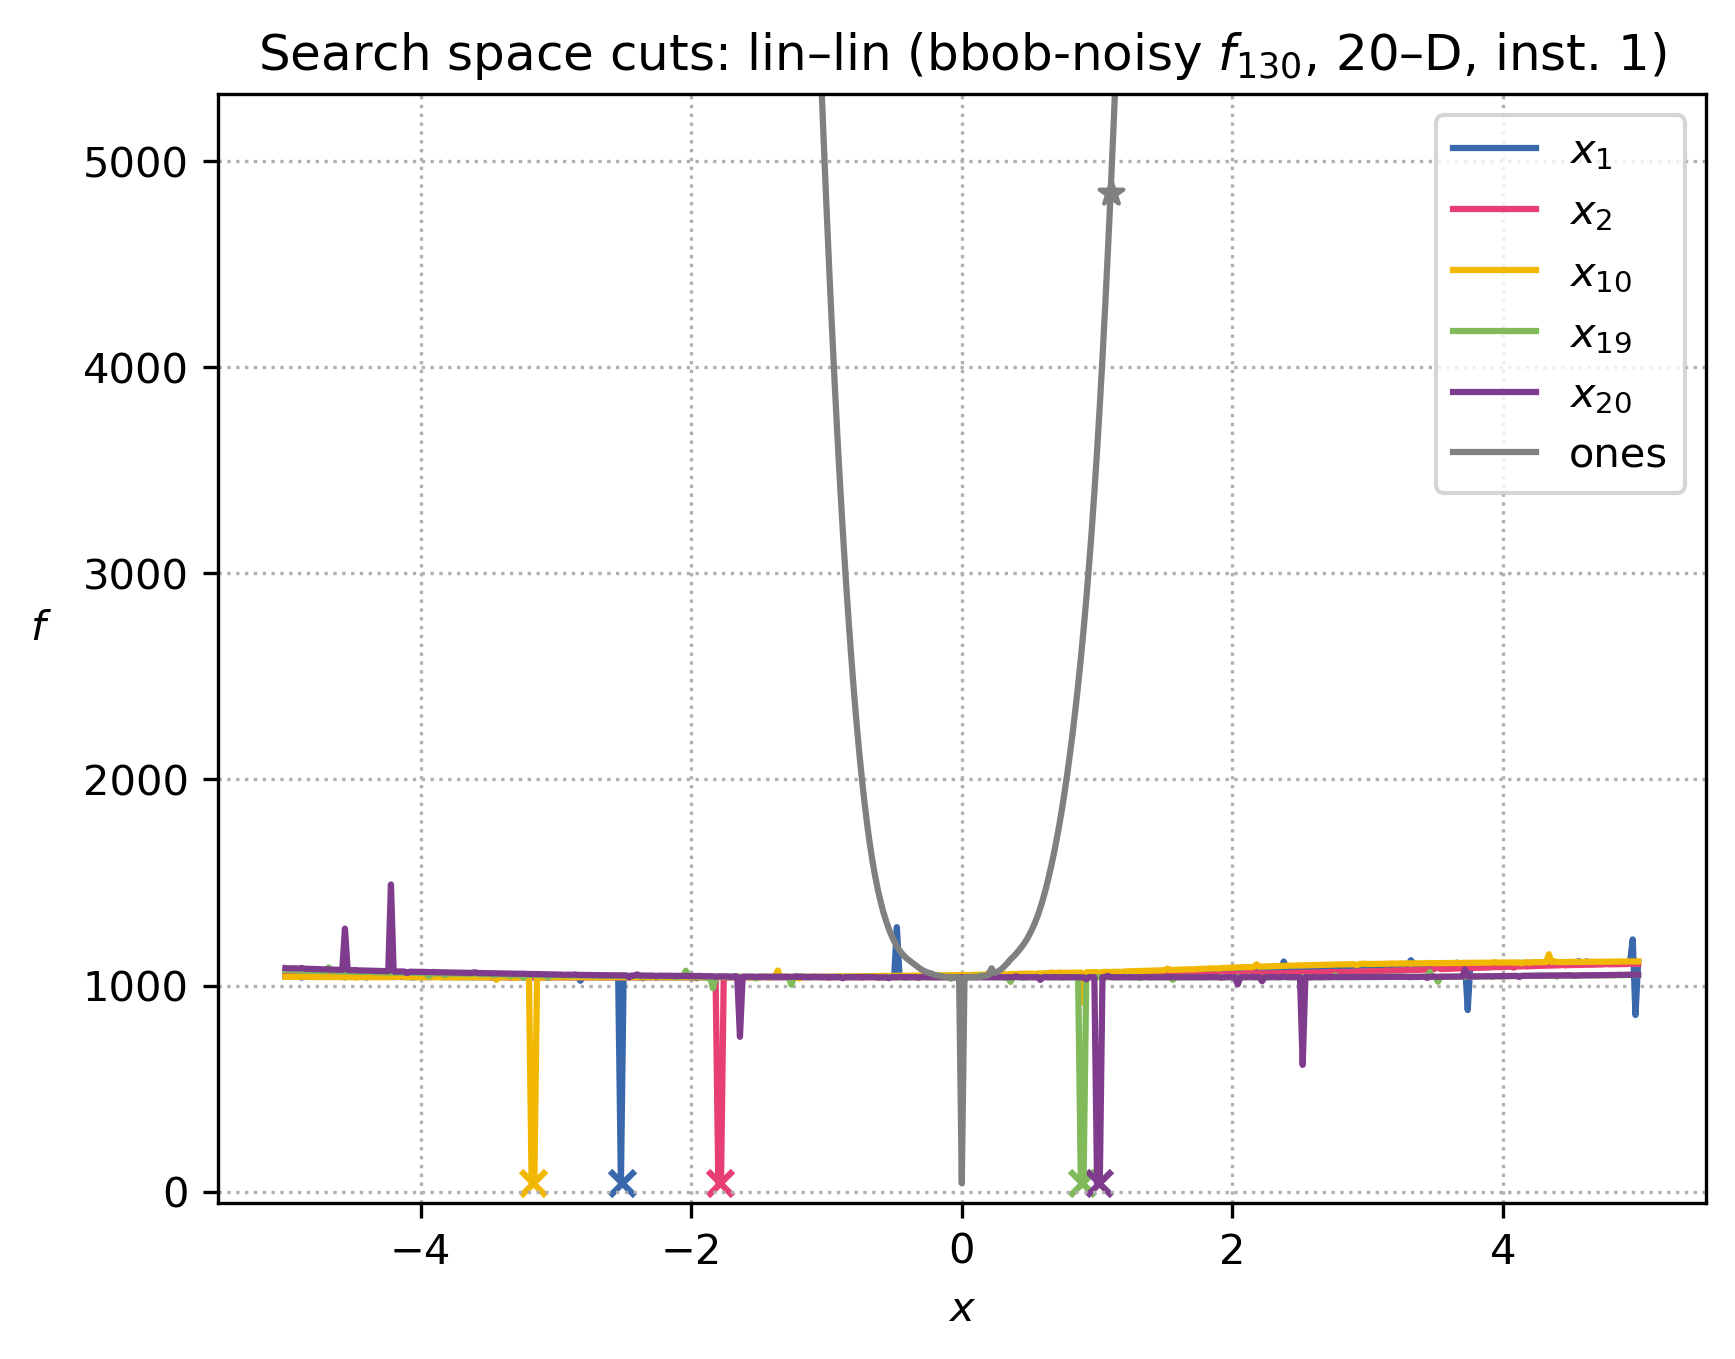 Search space cuts: lin–lin (bbob-noisy f₁₃₀, 20–D, inst. 1)
5000
4000
3000
2000
1000
0
f
−4
−2
0
2
4
x
x₁
x₂
x₁₀
x₁₉
x₂₀
ones